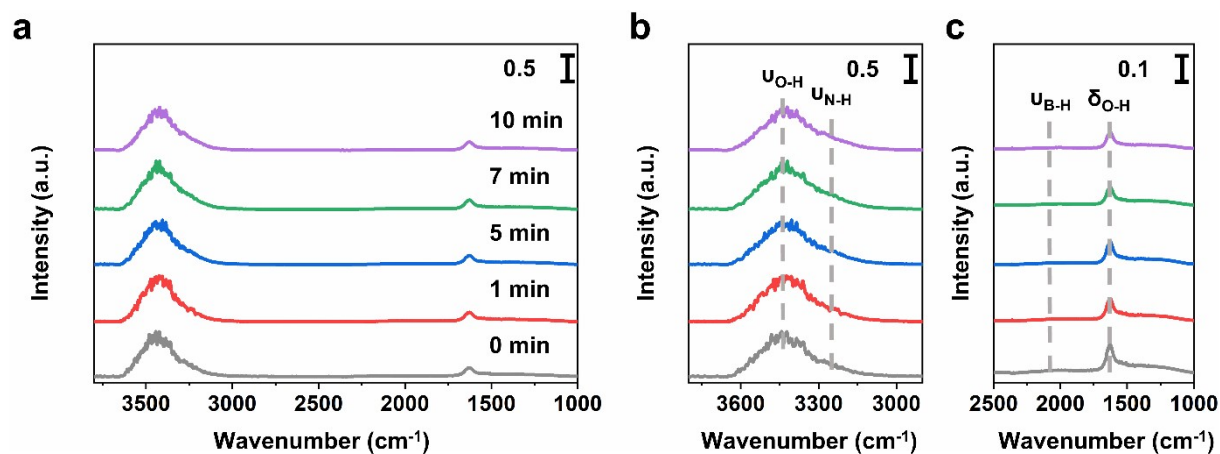 a
0.5
10 min
7 min
5 min
1 min
0 min
Intensity (a.u.)
3500 3000 2500 2000 1500 1000
Wavenumber (cm⁻¹)
b
0.5
υO-H
υN-H
Intensity (a.u.)
3600 3300 3000
Wavenumber (cm⁻¹)
c
0.1
υB-H δO-H
Intensity (a.u.)
2500 2000 1500 1000
Wavenumber (cm⁻¹)